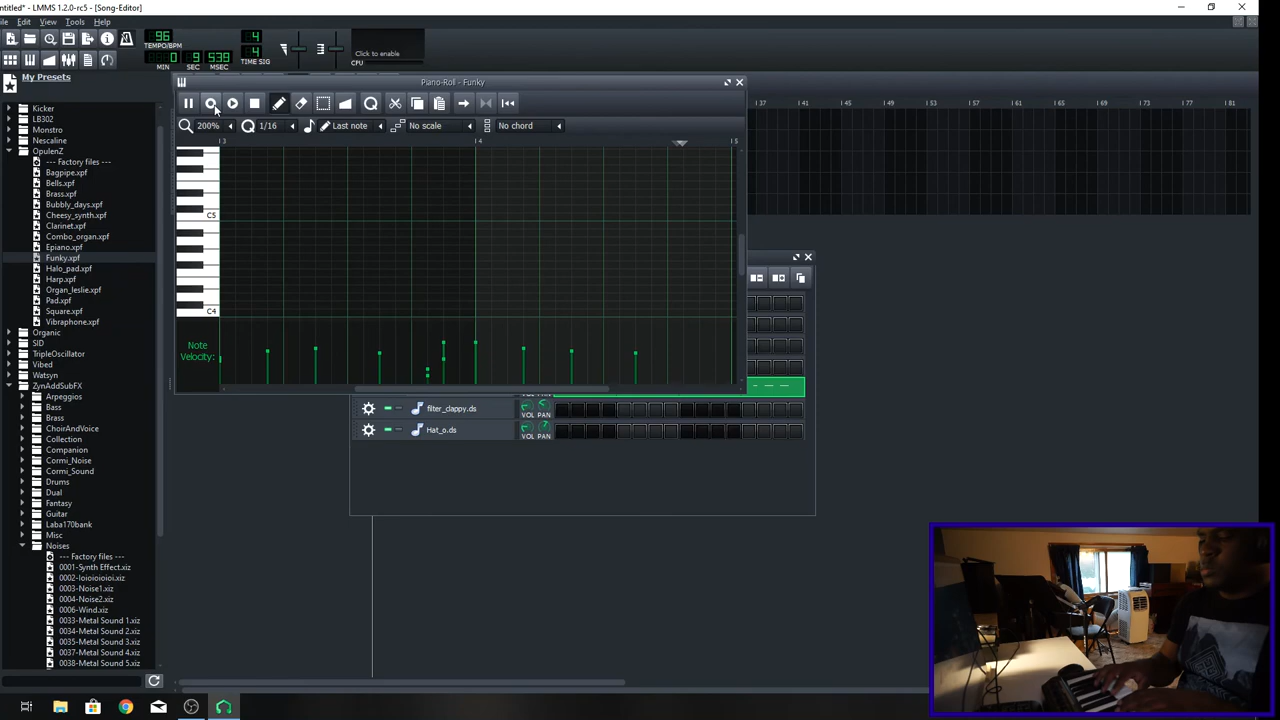 ntitled* - LMMS 1.2.0-rc5 - [Song-Editor]
ile Edit View Tools Help
96
TEMPO/BPM
0 9 539
MIN SEC MSEC
4
4
TIME SIG
Click to enable
CPU
My Presets
Kicker
LB302
Monstro
Nescaline
OpulenZ
--- Factory files ---
Bagpipe.xpf
Bells.xpf
Brass.xpf
Bubbly_days.xpf
Cheesy_synth.xpf
Clarinet.xpf
Combo_organ.xpf
Epiano.xpf
Funky.xpf
Halo_pad.xpf
Harp.xpf
Organ_leslie.xpf
Pad.xpf
Square.xpf
Vibraphone.xpf
Organic
SID
TripleOscillator
Vibed
Watsyn
ZynAddSubFX
Arpeggios
Bass
Brass
ChoirAndVoice
Collection
Companion
Cormi_Noise
Cormi_Sound
Drums
Dual
Fantasy
Guitar
Laba170bank
Misc
Noises
--- Factory files ---
0001-Synth Effect.xiz
0002-Ioioioioioi.xiz
0003-Noise1.xiz
0004-Noise2.xiz
0006-Wind.xiz
0033-Metal Sound 1.xiz
0034-Metal Sound 2.xiz
0035-Metal Sound 3.xiz
0037-Metal Sound 4.xiz
0038-Metal Sound 5.xiz
Piano-Roll - Funky
200% 1/16 Last note No scale No chord
3 4 5
C5
C4
Note
Velocity:
37 41 45 49 53 57 61 65 69 73 77 81
VOL PAN
filter_clappy.ds
VOL PAN
Hat_o.ds
VOL PAN